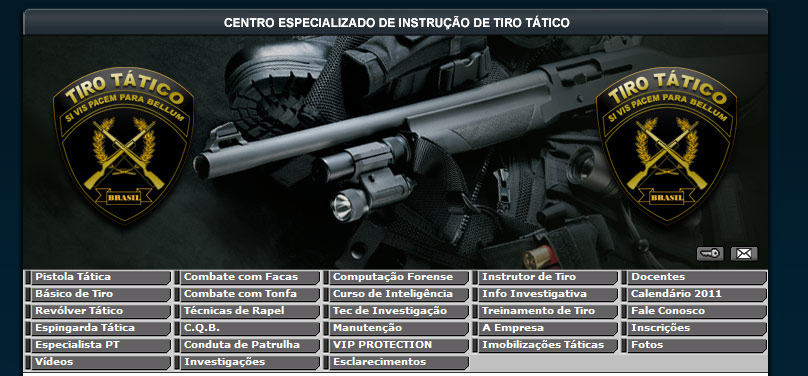 CENTRO ESPECIALIZADO DE INSTRUÇÃO DE TIRO TÁTICO
TIRO TÁTICO
SI VIS PACEM PARA BELLUM
BRASIL
TIRO TÁTICO
SI VIS PACEM PARA BELLUM
BRASIL
Pistola Tática Combate com Facas Computação Forense Instrutor de Tiro Docentes
Básico de Tiro Combate com Tonfa Curso de Inteligência Info Investigativa Calendário 2011
Revólver Tático Técnicas de Rapel Tec de Investigação Treinamento de Tiro Fale Conosco
Espingarda Tática C.Q.B. Manutenção A Empresa Inscrições
Especialista PT Conduta de Patrulha VIP PROTECTION Imobilizações Táticas Fotos
Vídeos Investigações Esclarecimentos